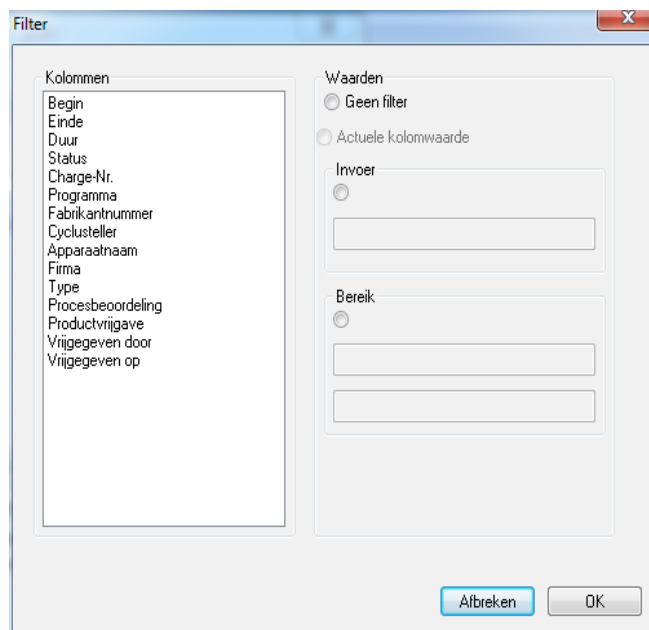 Filter
Kolommen
Begin
Einde
Duur
Status
Charge-Nr.
Programma
Fabrikantnummer
Cyclusteller
Apparaatnaam
Firma
Type
Procesbeoordeling
Productvrijgave
Vrijgegeven door
Vrijgegeven op
Waarden
Geen filter
Actuele kolomwaarde
Invoer
Bereik
Afbreken
OK